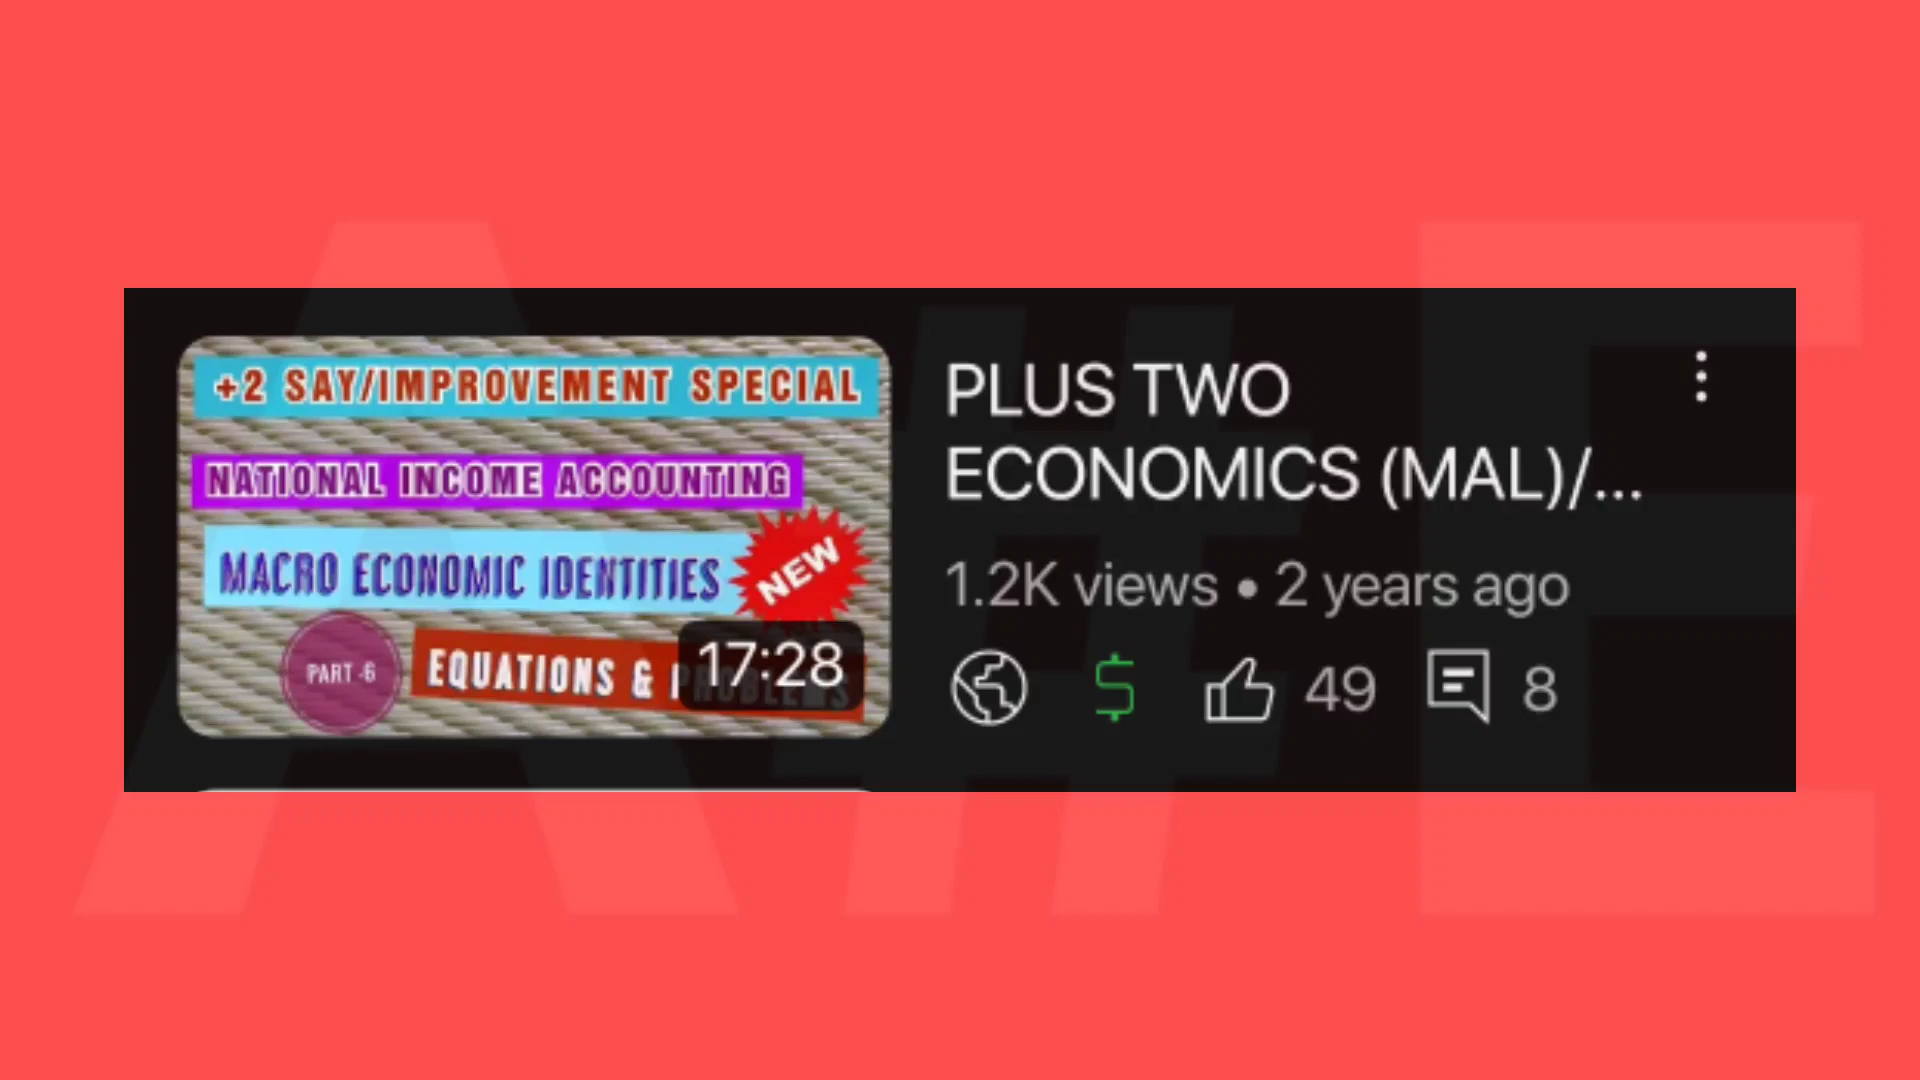 +2 SAY/IMPROVEMENT SPECIAL
NATIONAL INCOME ACCOUNTING
MACRO ECONOMIC IDENTITIES
NEW
PART -6
EQUATIONS & PROBLEMS
17:28
PLUS TWO
ECONOMICS (MAL)/...
1.2K views • 2 years ago
$ 49 8
A#E